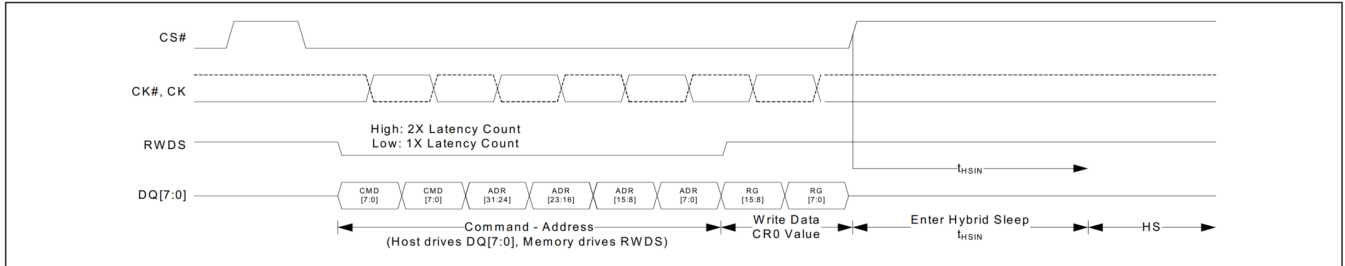 CS#
CK#, CK
High: 2X Latency Count
Low: 1X Latency Count
RWDS
tHSIN
DQ[7:0]
CMD [7:0]
CMD [7:0]
ADR [31:24]
ADR [23:16]
ADR [15:8]
ADR [7:0]
RG [15:8]
RG [7:0]
Command - Address
(Host drives DQ[7:0], Memory drives RWDS)
Write Data
CR0 Value
Enter Hybrid Sleep
tHSIN
HS